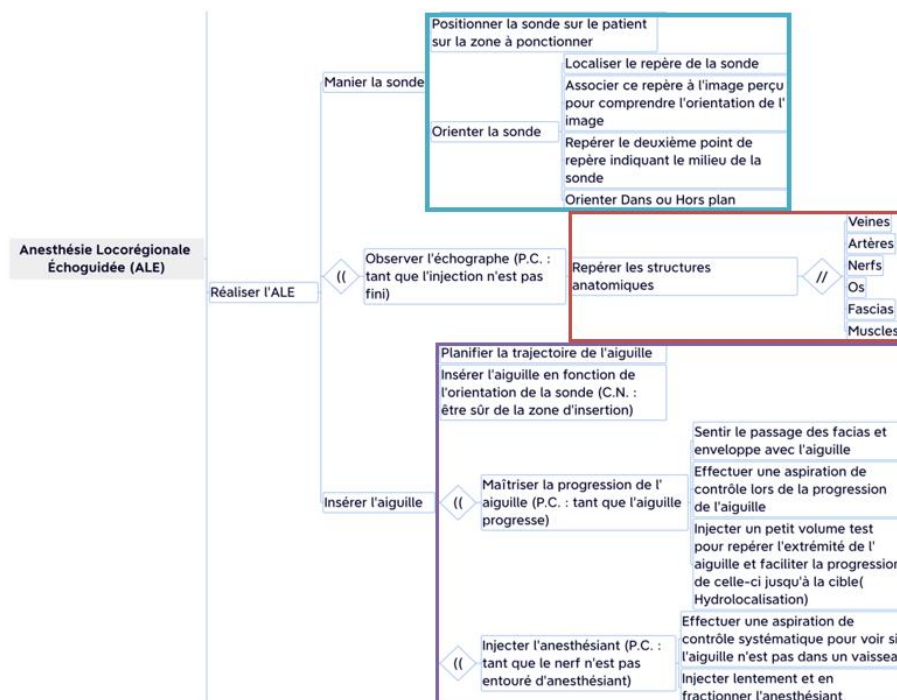 Positionner la sonde sur le patient
sur la zone à ponctionner
Manier la sonde
Localiser le repère de la sonde
Associer ce repère à l'image perçu
pour comprendre l'orientation de l'
image
Orienter la sonde
Repérer le deuxième point de
repère indiquant le milieu de la
sonde
Orienter Dans ou Hors plan
Anesthésie Locorégionale
Échoguidée (ALE)
Réaliser l'ALE
((
Observer l'échographe (P.C. :
tant que l'injection n'est pas
fini)
Repérer les structures
anatomiques
//
Veines
Artères
Nerfs
Os
Fascias
Muscles
Planifier la trajectoire de l'aiguille
Insérer l'aiguille en fonction de
l'orientation de la sonde (C.N. :
être sûr de la zone d'insertion)
Insérer l'aiguille
((
Maîtriser la progression de l'
aiguille (P.C. : tant que l'aiguille
progresse)
Sentir le passage des facias et
enveloppe avec l'aiguille
Effectuer une aspiration de
contrôle lors de la progression
de l'aiguille
Injecter un petit volume test
pour repérer l'extrémité de l'
aiguille et faciliter la progression
de celle-ci jusqu'à la cible(
Hydrolocalisation)
((
Injecter l'anesthésiant (P.C. :
tant que le nerf n'est pas
entouré d'anesthésiant)
Effectuer une aspiration de
contrôle systématique pour voir si
l'aiguille n'est pas dans un vaissea
Injecter lentement et en
fractionner l'anesthésiant